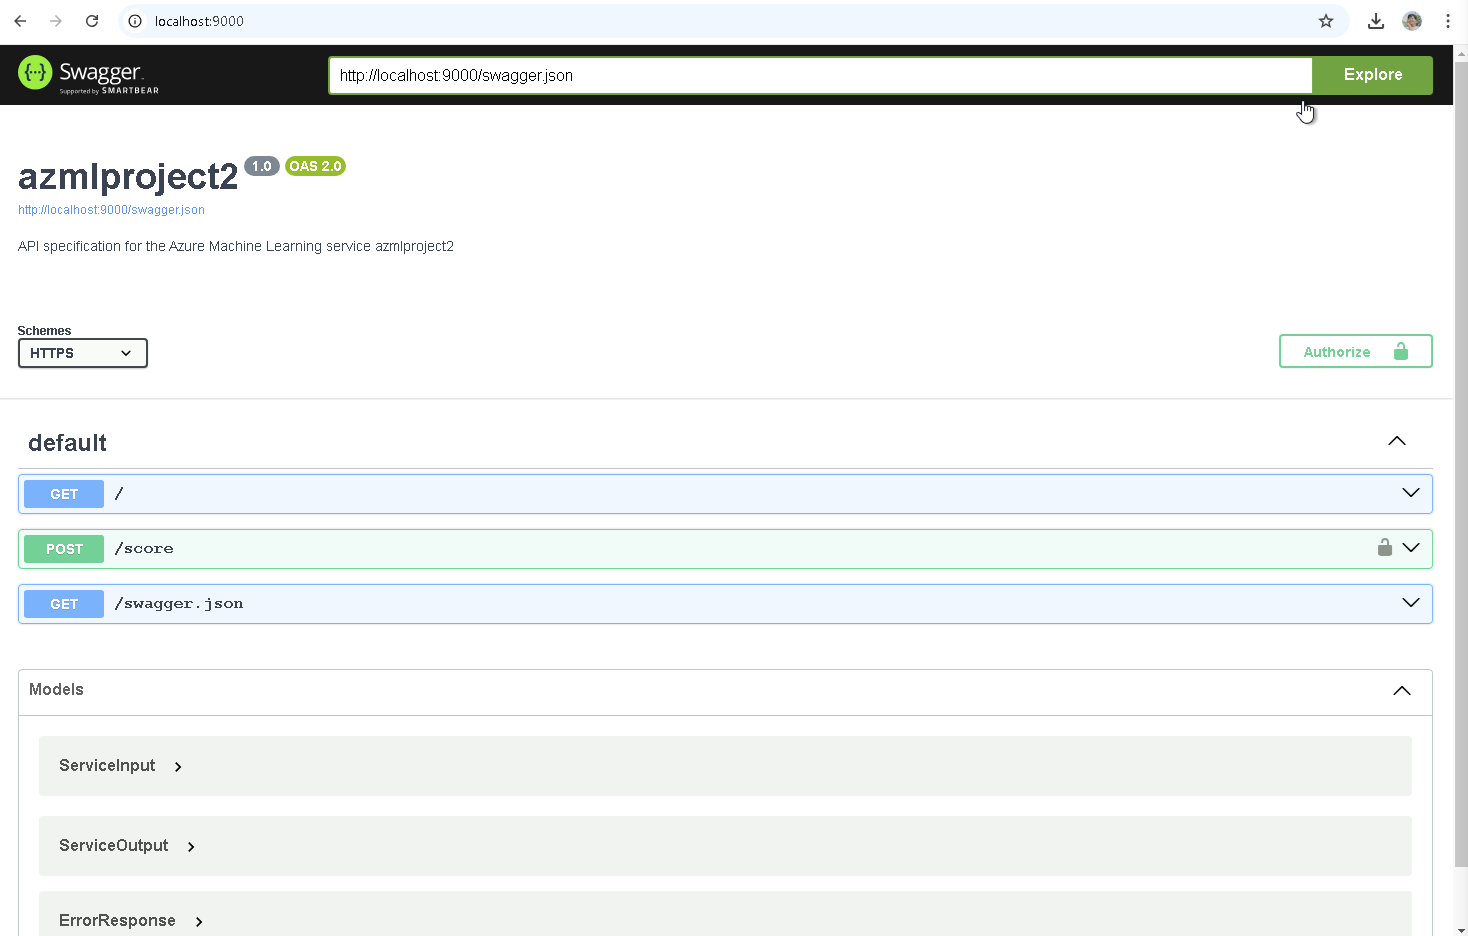 localhost:9000
Swagger.
Supported by SMARTBEAR
http://localhost:9000/swagger.json
Explore
azmlproject2 1.0 OAS 2.0
http://localhost:9000/swagger.json
API specification for the Azure Machine Learning service azmlproject2
Schemes
HTTPS
Authorize
default
GET /
POST /score
GET /swagger.json
Models
ServiceInput
ServiceOutput
ErrorResponse